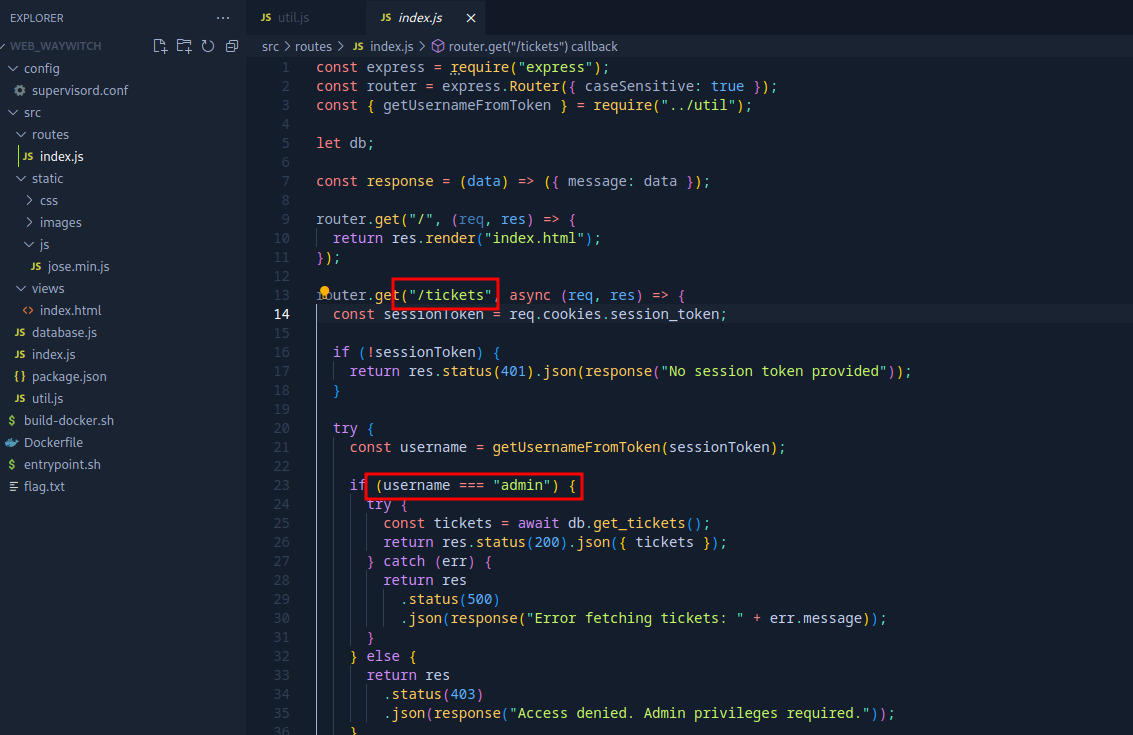 EXPLORER ...
WEB_WAYWITCH
config
supervisord.conf
src
routes
JS index.js
static
css
images
js
JS jose.min.js
views
<> index.html
JS database.js
JS index.js
{} package.json
JS util.js
$ build-docker.sh
Dockerfile
$ entrypoint.sh
flag.txt
JS util.js
JS index.js ×
src > routes > JS index.js > router.get("/tickets") callback
1 const express = require("express");
2 const router = express.Router({ caseSensitive: true });
3 const { getUsernameFromToken } = require("../util");
4
5 let db;
6
7 const response = (data) => ({ message: data });
8
9 router.get("/", (req, res) => {
10 return res.render("index.html");
11 });
12
13 router.get("/tickets", async (req, res) => {
14 const sessionToken = req.cookies.session_token;
15
16 if (!sessionToken) {
17 return res.status(401).json(response("No session token provided"));
18 }
19
20 try {
21 const username = getUsernameFromToken(sessionToken);
22
23 if (username === "admin") {
24 try {
25 const tickets = await db.get_tickets();
26 return res.status(200).json({ tickets });
27 } catch (err) {
28 return res
29 .status(500)
30 .json(response("Error fetching tickets: " + err.message));
31 }
32 } else {
33 return res
34 .status(403)
35 .json(response("Access denied. Admin privileges required."));
36 }